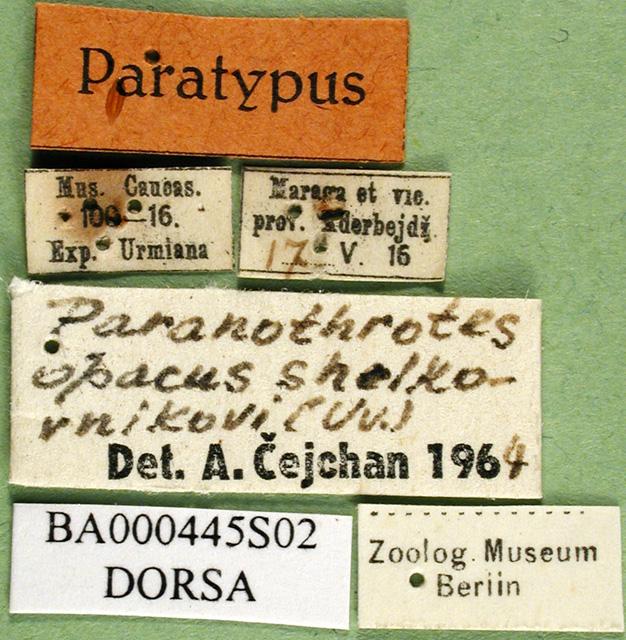 Paratypus
Mus. Caucas.
100-16.
Exp. Urmiana
Maraga et vic.
prov. Aderbejdž
17. V. 16
Paranothrotes
opacus shelko-
vnikovi (Uv.)
Det. A. Čejchan 1964
BA000445S02
DORSA
Zoolog. Museum
Berlin